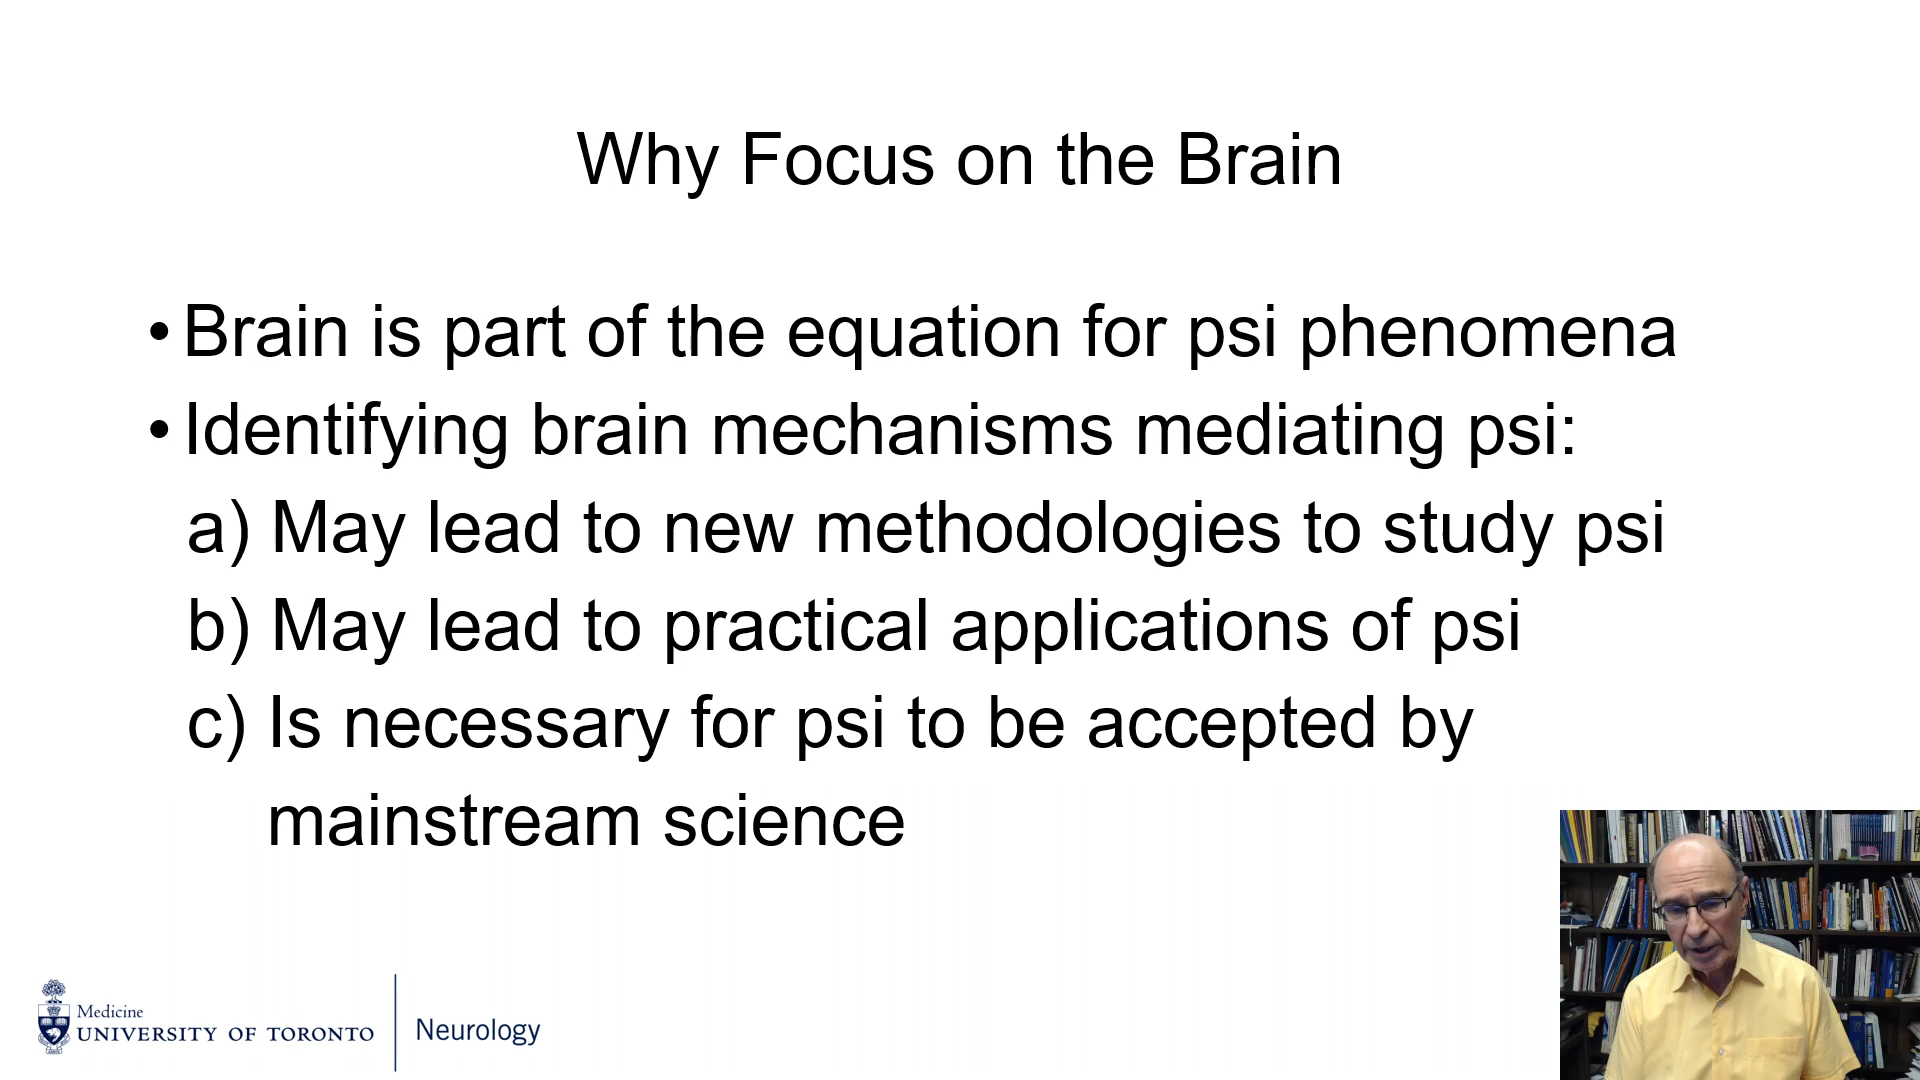 Why Focus on the Brain
• Brain is part of the equation for psi phenomena
• Identifying brain mechanisms mediating psi:
a) May lead to new methodologies to study psi
b) May lead to practical applications of psi
c) Is necessary for psi to be accepted by
mainstream science
Medicine
UNIVERSITY OF TORONTO
Neurology